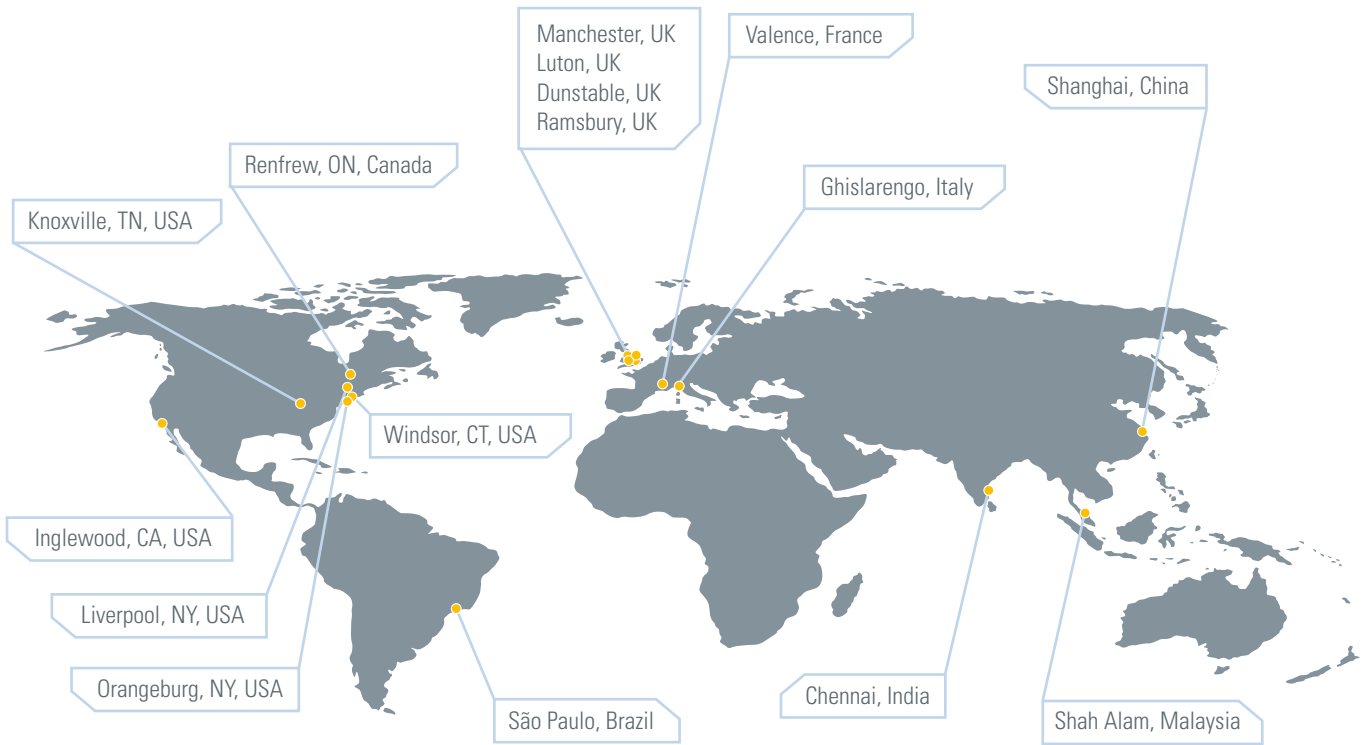 Manchester, UK
Luton, UK
Dunstable, UK
Ramsbury, UK
Valence, France
Shanghai, China
Renfrew, ON, Canada
Ghislarengo, Italy
Knoxville, TN, USA
Windsor, CT, USA
Inglewood, CA, USA
Liverpool, NY, USA
Orangeburg, NY, USA
São Paulo, Brazil
Chennai, India
Shah Alam, Malaysia